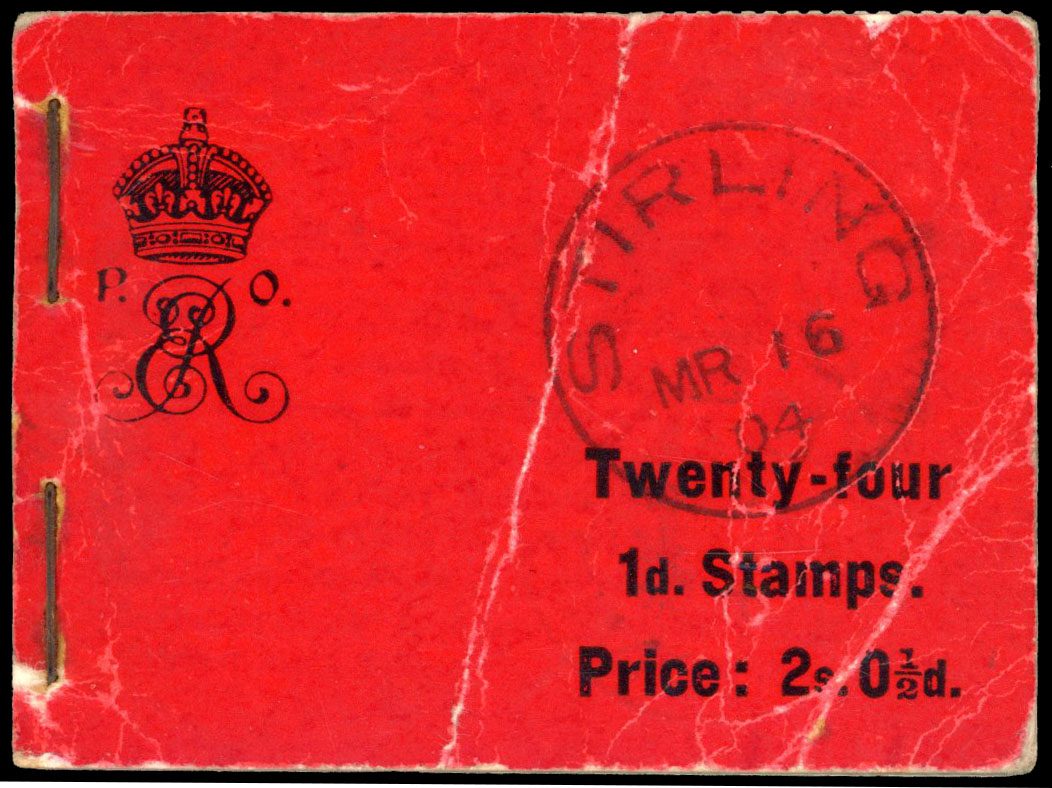 P. O.
ER
STIRLING
MR 16
04
Twenty-four
1d. Stamps.
Price: 2s. 0½d.